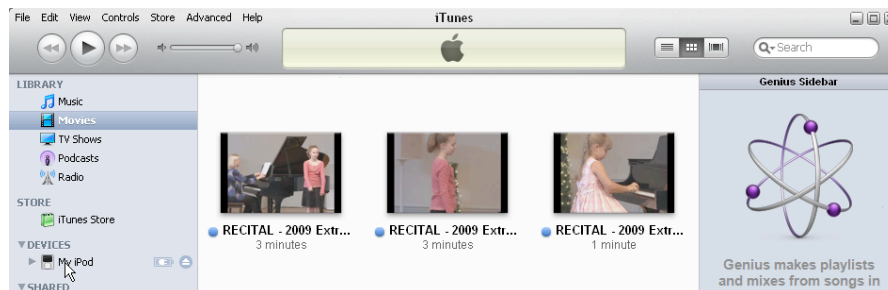 File Edit View Controls Store Advanced Help
iTunes
Search
LIBRARY
Music
Movies
TV Shows
Podcasts
Radio
STORE
iTunes Store
DEVICES
My iPod
SHARED
RECITAL - 2009 Extr...
3 minutes
RECITAL - 2009 Extr...
3 minutes
RECITAL - 2009 Extr...
1 minute
Genius Sidebar
Genius makes playlists
and mixes from songs in